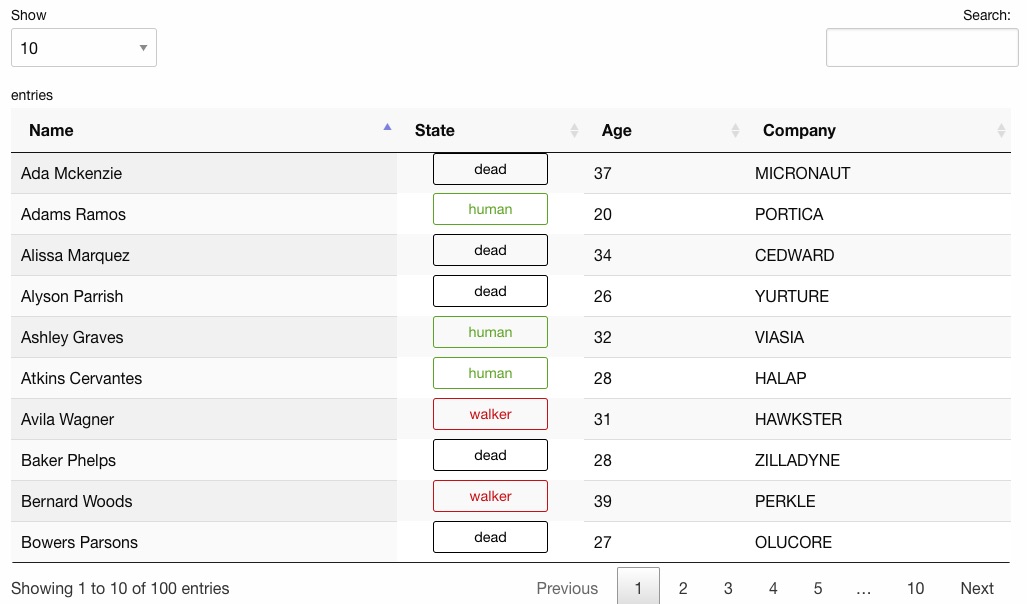 Show Search:
10
entries
Name State Age Company
Ada Mckenzie dead 37 MICRONAUT
Adams Ramos human 20 PORTICA
Alissa Marquez dead 34 CEDWARD
Alyson Parrish dead 26 YURTURE
Ashley Graves human 32 VIASIA
Atkins Cervantes human 28 HALAP
Avila Wagner walker 31 HAWKSTER
Baker Phelps dead 28 ZILLADYNE
Bernard Woods walker 39 PERKLE
Bowers Parsons dead 27 OLUCORE
Showing 1 to 10 of 100 entries Previous 1 2 3 4 5 … 10 Next